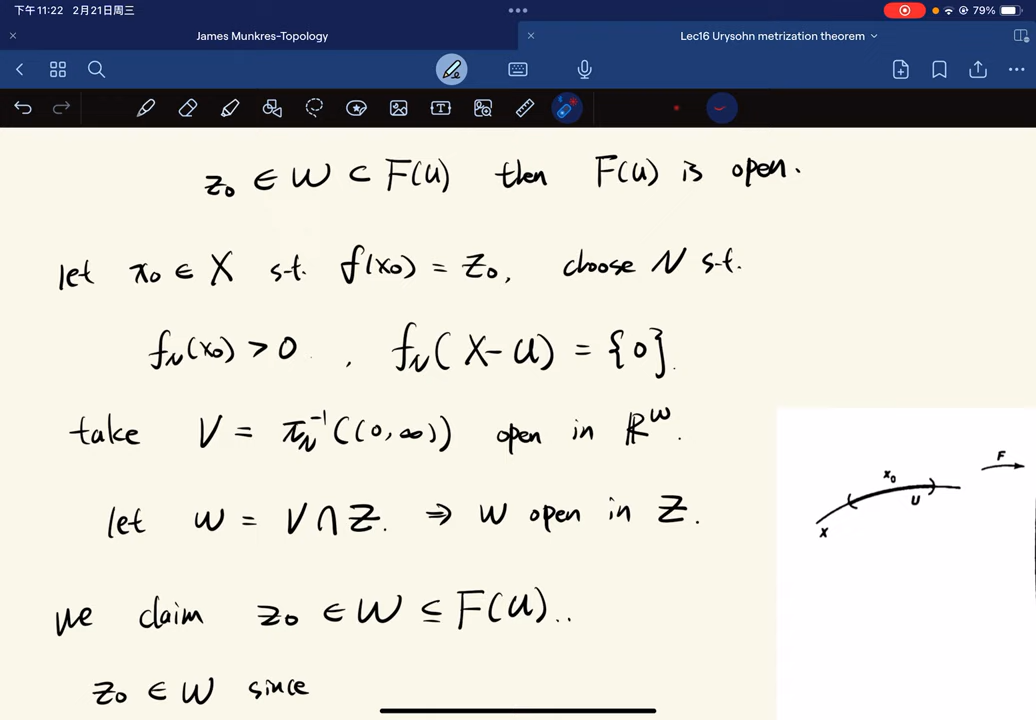 下午11:22 2月21日周三
79%
James Munkres-Topology
Lec16 Urysohn metrization theorem
z₀ ∈ W ⊂ F(U) then F(U) is open.
let x₀ ∈ X s.t. f(x₀) = z₀, choose N s.t.
f_N(x₀) > 0, f_N(X-U) = {0}.
take V = π_N⁻¹((0,∞)) open in ℝ^ω.
let W = V ∩ Z. ⇒ W open in Z.
we claim z₀ ∈ W ⊆ F(U)..
z₀ ∈ W since
F
x₀
U
X